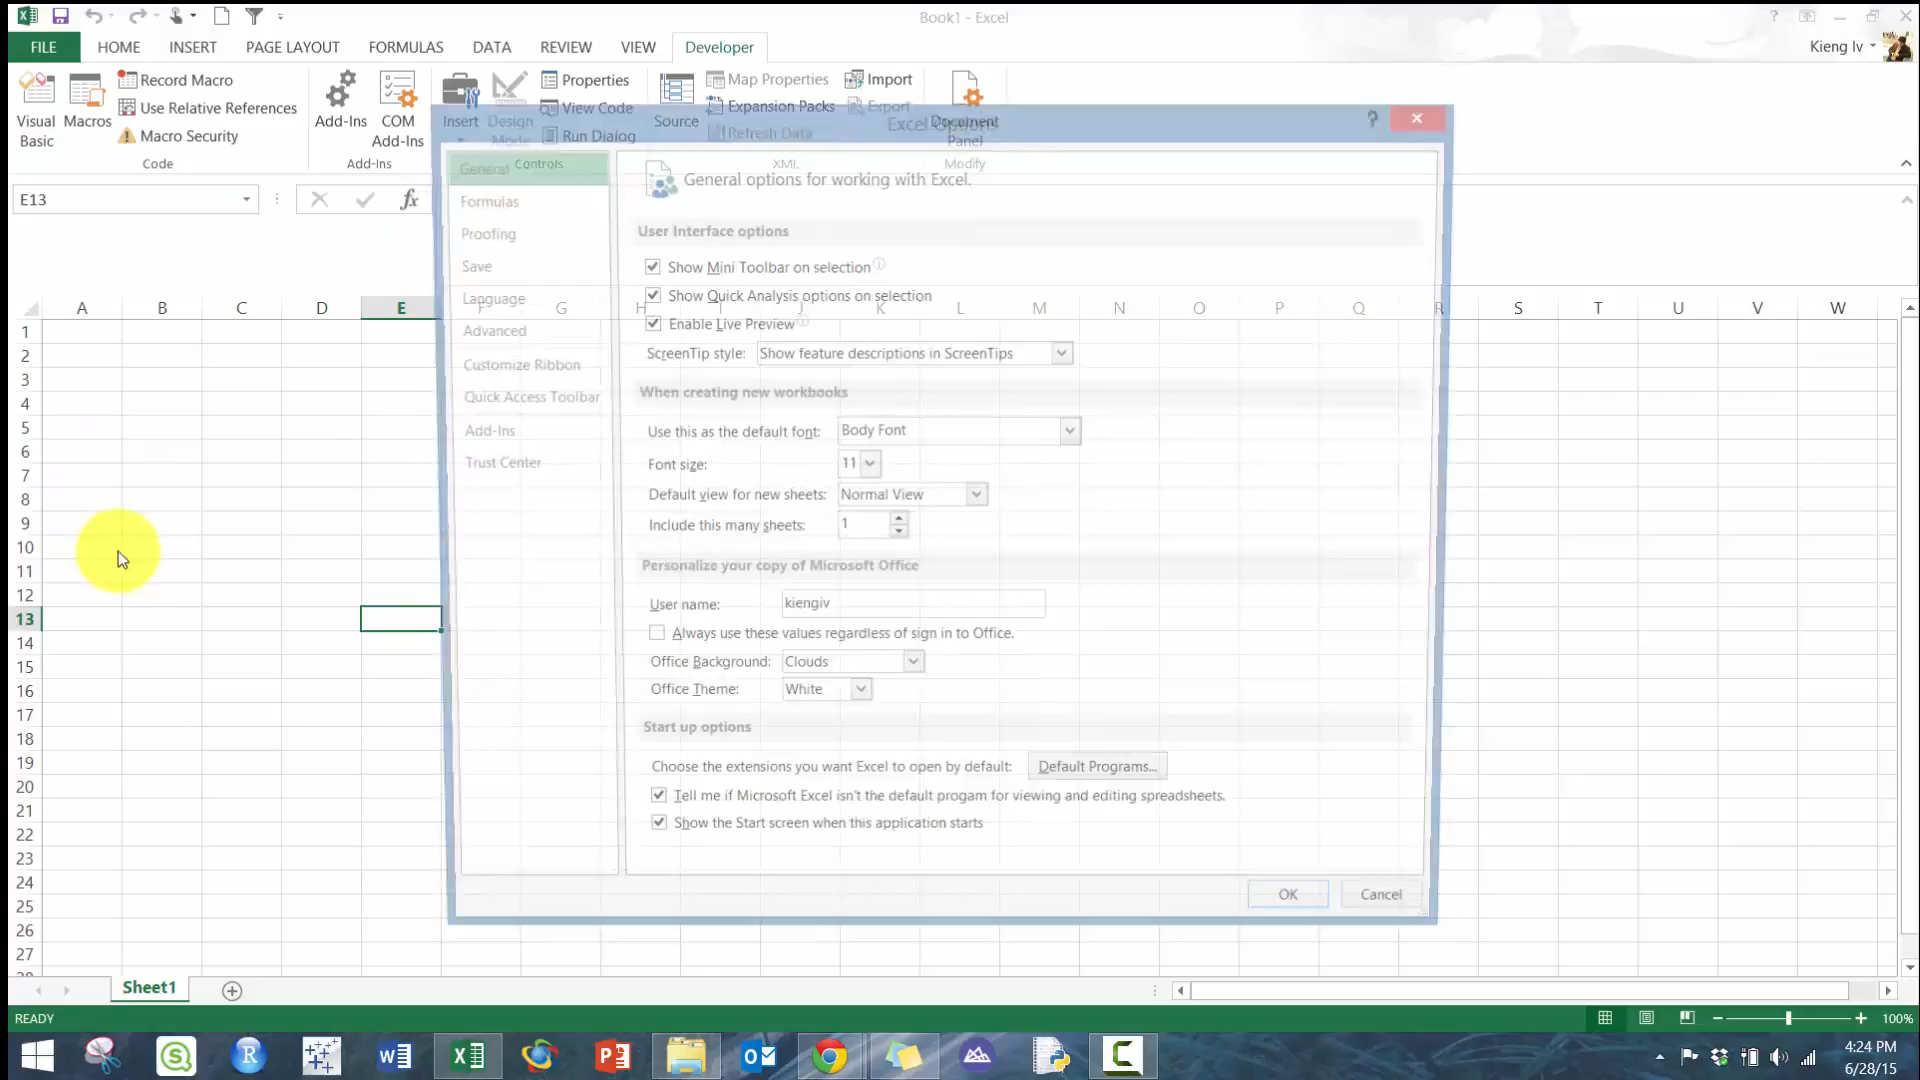 Book1 - Excel
?
FILE HOME INSERT PAGE LAYOUT FORMULAS DATA REVIEW VIEW Developer
Kieng Iv
Visual Basic
Macros
Record Macro
Use Relative References
Macro Security
Code
Add-Ins
COM Add-Ins
Add-Ins
Insert
Design Mode
Properties
View Code
Run Dialog
Controls
Source
Map Properties
Expansion Packs
Refresh Data
Import
Export
XML
Document Panel
Modify
E13
fx
Excel Options
?
General
Formulas
Proofing
Save
Language
Advanced
Customize Ribbon
Quick Access Toolbar
Add-Ins
Trust Center
General options for working with Excel.
User Interface options
Show Mini Toolbar on selection
Show Quick Analysis options on selection
Enable Live Preview
ScreenTip style: Show feature descriptions in ScreenTips
When creating new workbooks
Use this as the default font: Body Font
Font size: 11
Default view for new sheets: Normal View
Include this many sheets: 1
Personalize your copy of Microsoft Office
User name: kiengiv
Always use these values regardless of sign in to Office.
Office Background: Clouds
Office Theme: White
Start up options
Choose the extensions you want Excel to open by default: Default Programs...
Tell me if Microsoft Excel isn't the default progam for viewing and editing spreadsheets.
Show the Start screen when this application starts
OK Cancel
A B C D E F G H I J K L M N O P Q R S T U V W
1
2
3
4
5
6
7
8
9
10
11
12
13
14
15
16
17
18
19
20
21
22
23
24
25
26
27
28
Sheet1
READY
100%
4:24 PM
6/28/15